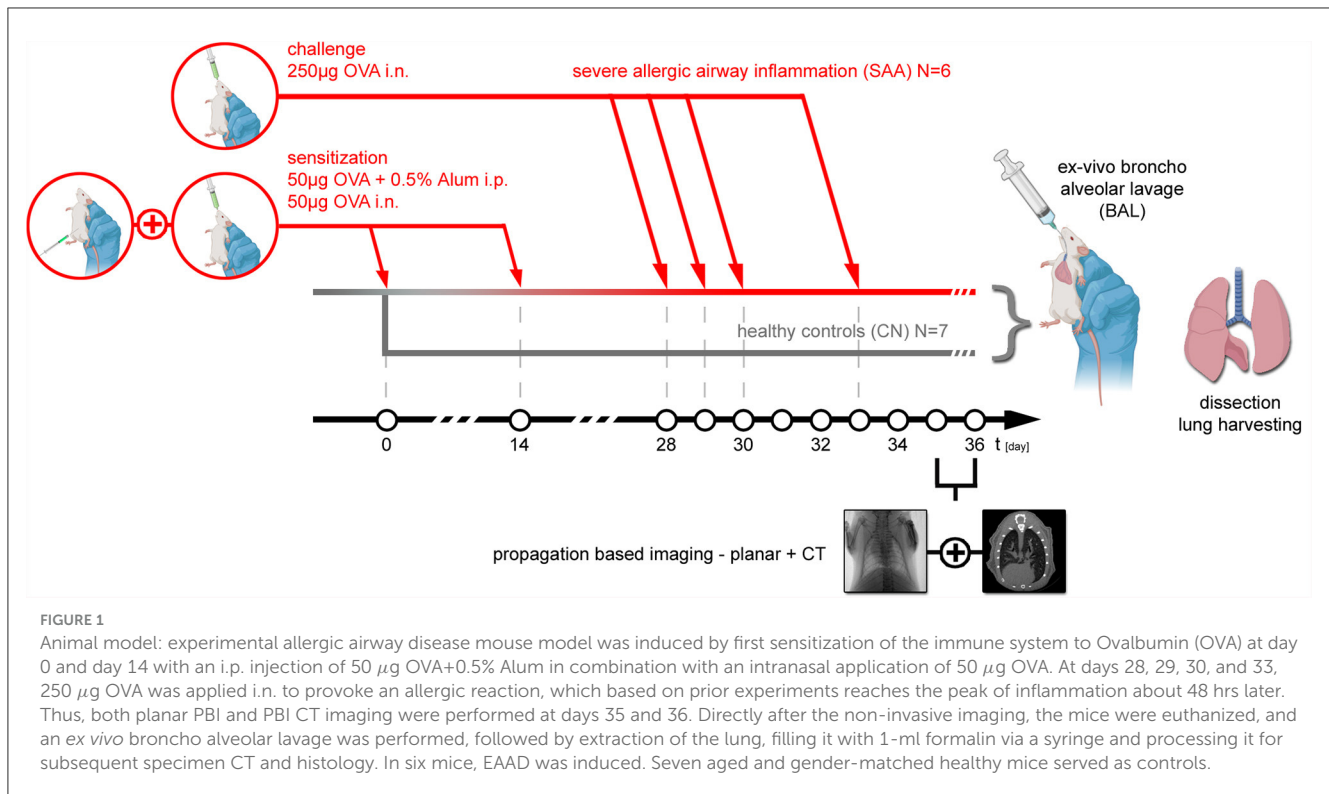 challenge
250µg OVA i.n.
severe allergic airway inflammation (SAA) N=6
sensitization
50µg OVA + 0.5% Alum i.p.
50µg OVA i.n.
ex-vivo broncho
alveolar lavage
(BAL)
healthy controls (CN) N=7
dissection
lung harvesting
0 14 28 30 32 34 36 t [day]
propagation based imaging - planar + CT
FIGURE 1
Animal model: experimental allergic airway disease mouse model was induced by first sensitization of the immune system to Ovalbumin (OVA) at day
0 and day 14 with an i.p. injection of 50 µg OVA+0.5% Alum in combination with an intranasal application of 50 µg OVA. At days 28, 29, 30, and 33,
250 µg OVA was applied i.n. to provoke an allergic reaction, which based on prior experiments reaches the peak of inflammation about 48 hrs later.
Thus, both planar PBI and PBI CT imaging were performed at days 35 and 36. Directly after the non-invasive imaging, the mice were euthanized, and
an ex vivo broncho alveolar lavage was performed, followed by extraction of the lung, filling it with 1-ml formalin via a syringe and processing it for
subsequent specimen CT and histology. In six mice, EAAD was induced. Seven aged and gender-matched healthy mice served as controls.